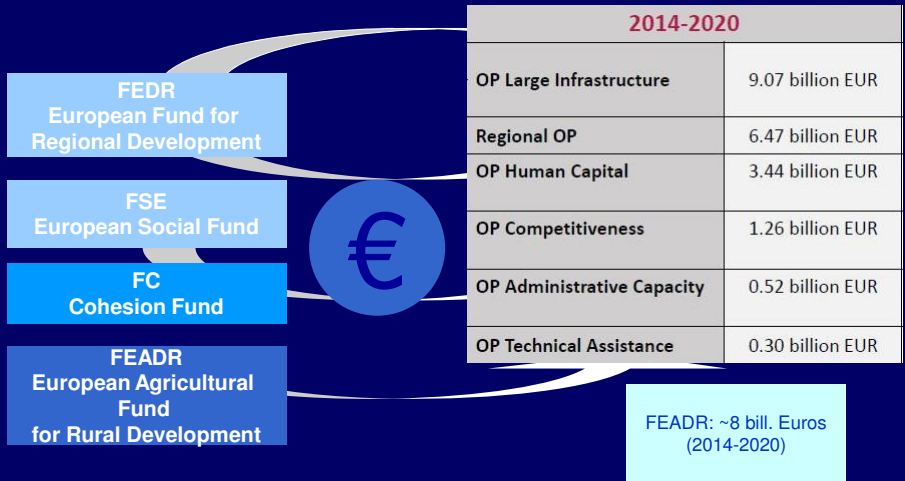 FEDR
European Fund for
Regional Development
FSE
European Social Fund
FC
Cohesion Fund
FEADR
European Agricultural
Fund
for Rural Development
€
2014-2020
OP Large Infrastructure 9.07 billion EUR
Regional OP 6.47 billion EUR
OP Human Capital 3.44 billion EUR
OP Competitiveness 1.26 billion EUR
OP Administrative Capacity 0.52 billion EUR
OP Technical Assistance 0.30 billion EUR
FEADR: ~8 bill. Euros
(2014-2020)